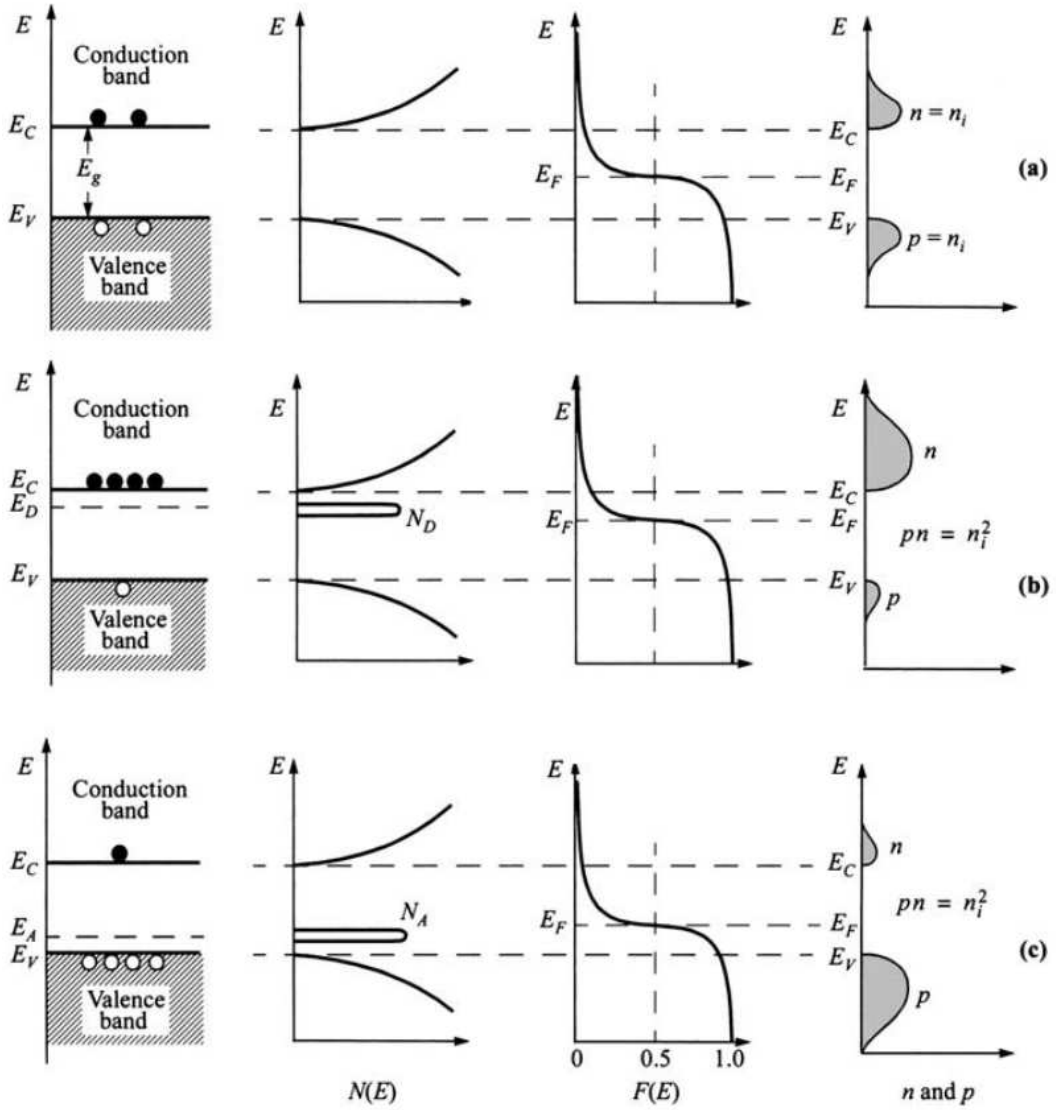 E
Conduction
band
E_C
E_g
E_V
Valence
band
E
E
E_F
E
n = n_i
E_C
E_F
E_V
p = n_i
(a)
E
Conduction
band
E_C
E_D
E_V
Valence
band
E
N_D
E
E_F
E
n
E_C
E_F
pn = n_i^2
E_V
p
(b)
E
Conduction
band
E_C
E_A
E_V
Valence
band
E
N_A
E
E_F
E
n
E_C
pn = n_i^2
E_F
E_V
p
(c)
0 0.5 1.0
N(E) F(E) n and p